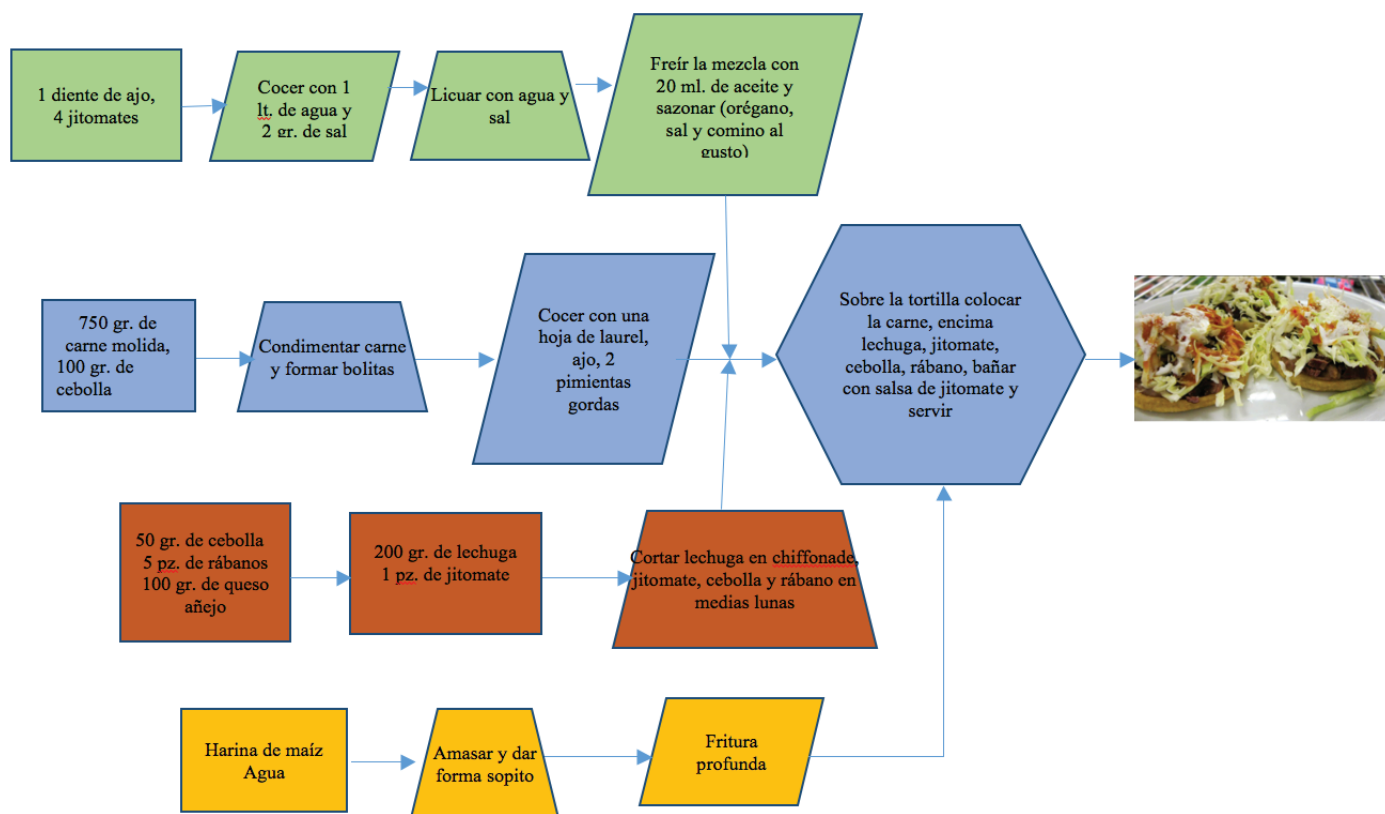 1 diente de ajo,
4 jitomates
Cocer con 1
lt. de agua y
2 gr. de sal
Licuar con agua y
sal
Freír la mezcla con
20 ml. de aceite y
sazonar (orégano,
sal y comino al
gusto)
750 gr. de
carne molida,
100 gr. de
cebolla
Condimentar carne
y formar bolitas
Cocer con una
hoja de laurel,
ajo, 2
pimientas
gordas
Sobre la tortilla colocar
la carne, encima
lechuga, jitomate,
cebolla, rábano, bañar
con salsa de jitomate y
servir
50 gr. de cebolla
5 pz. de rábanos
100 gr. de queso
añejo
200 gr. de lechuga
1 pz. de jitomate
Cortar lechuga en chiffonade,
jitomate, cebolla y rábano en
medias lunas
Harina de maíz
Agua
Amasar y dar
forma sopito
Fritura
profunda